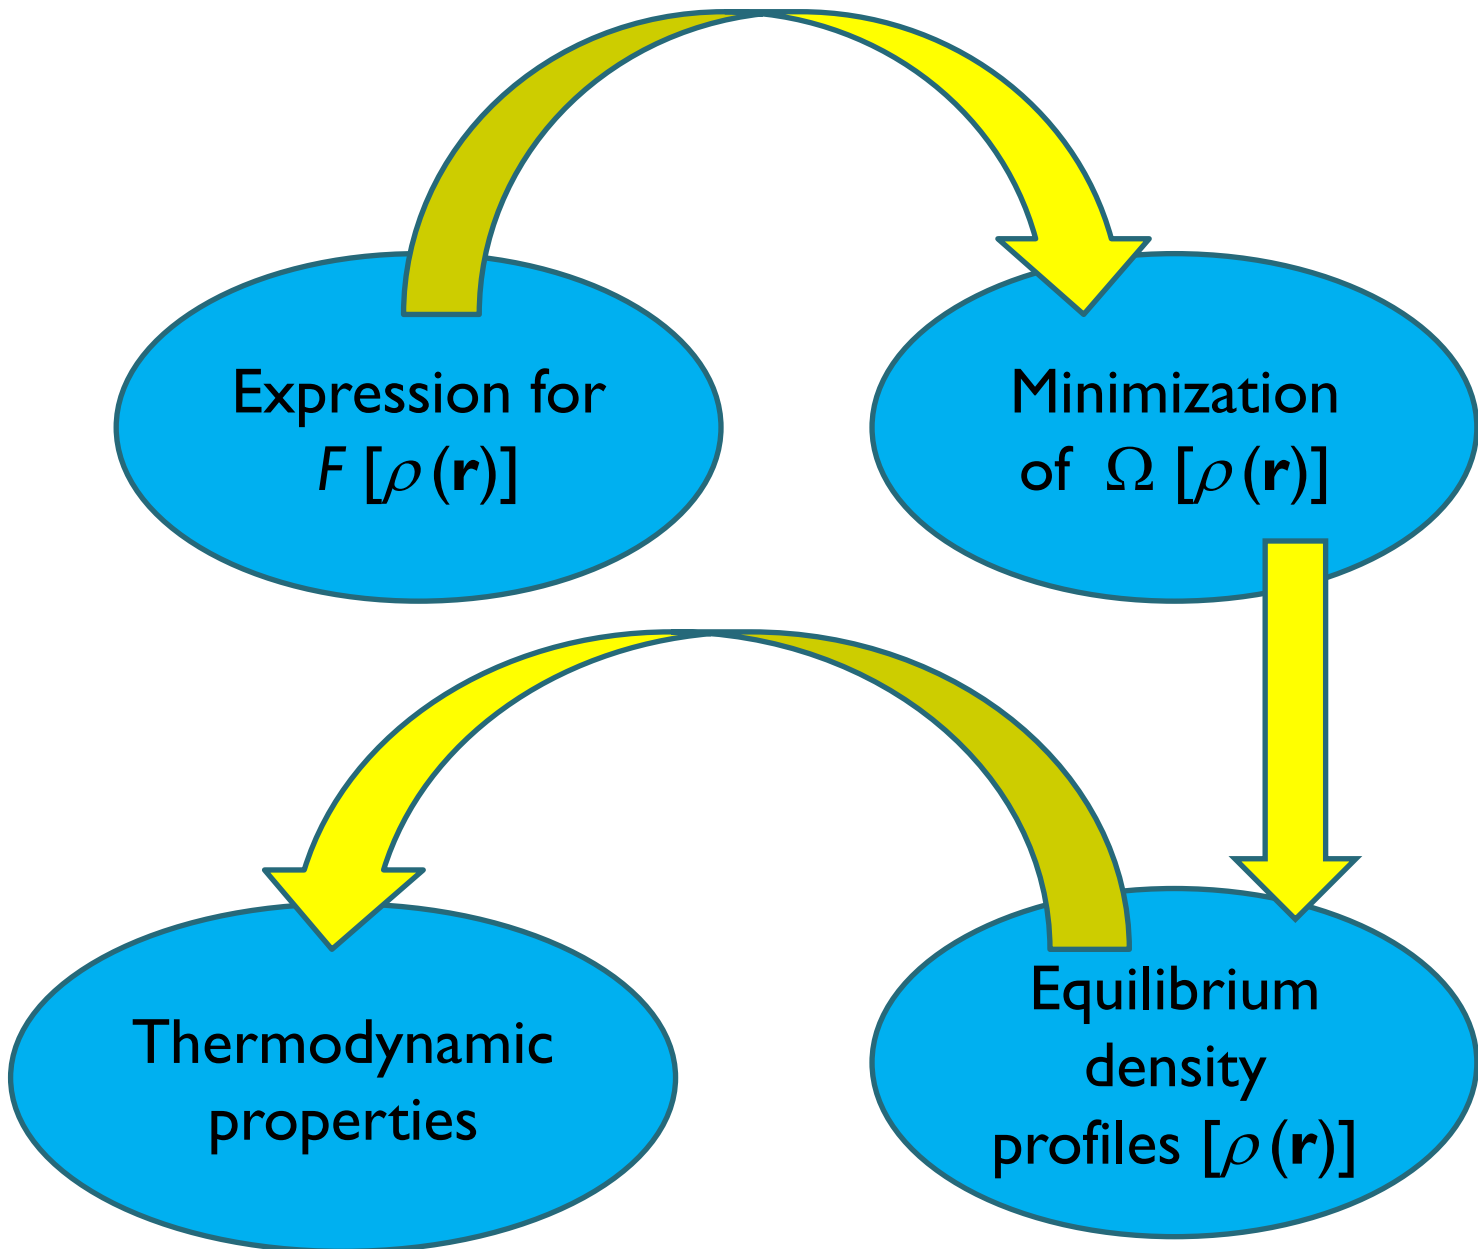 Expression for
F [ρ (r)]
Minimization
of Ω [ρ (r)]
Thermodynamic
properties
Equilibrium
density
profiles [ρ (r)]